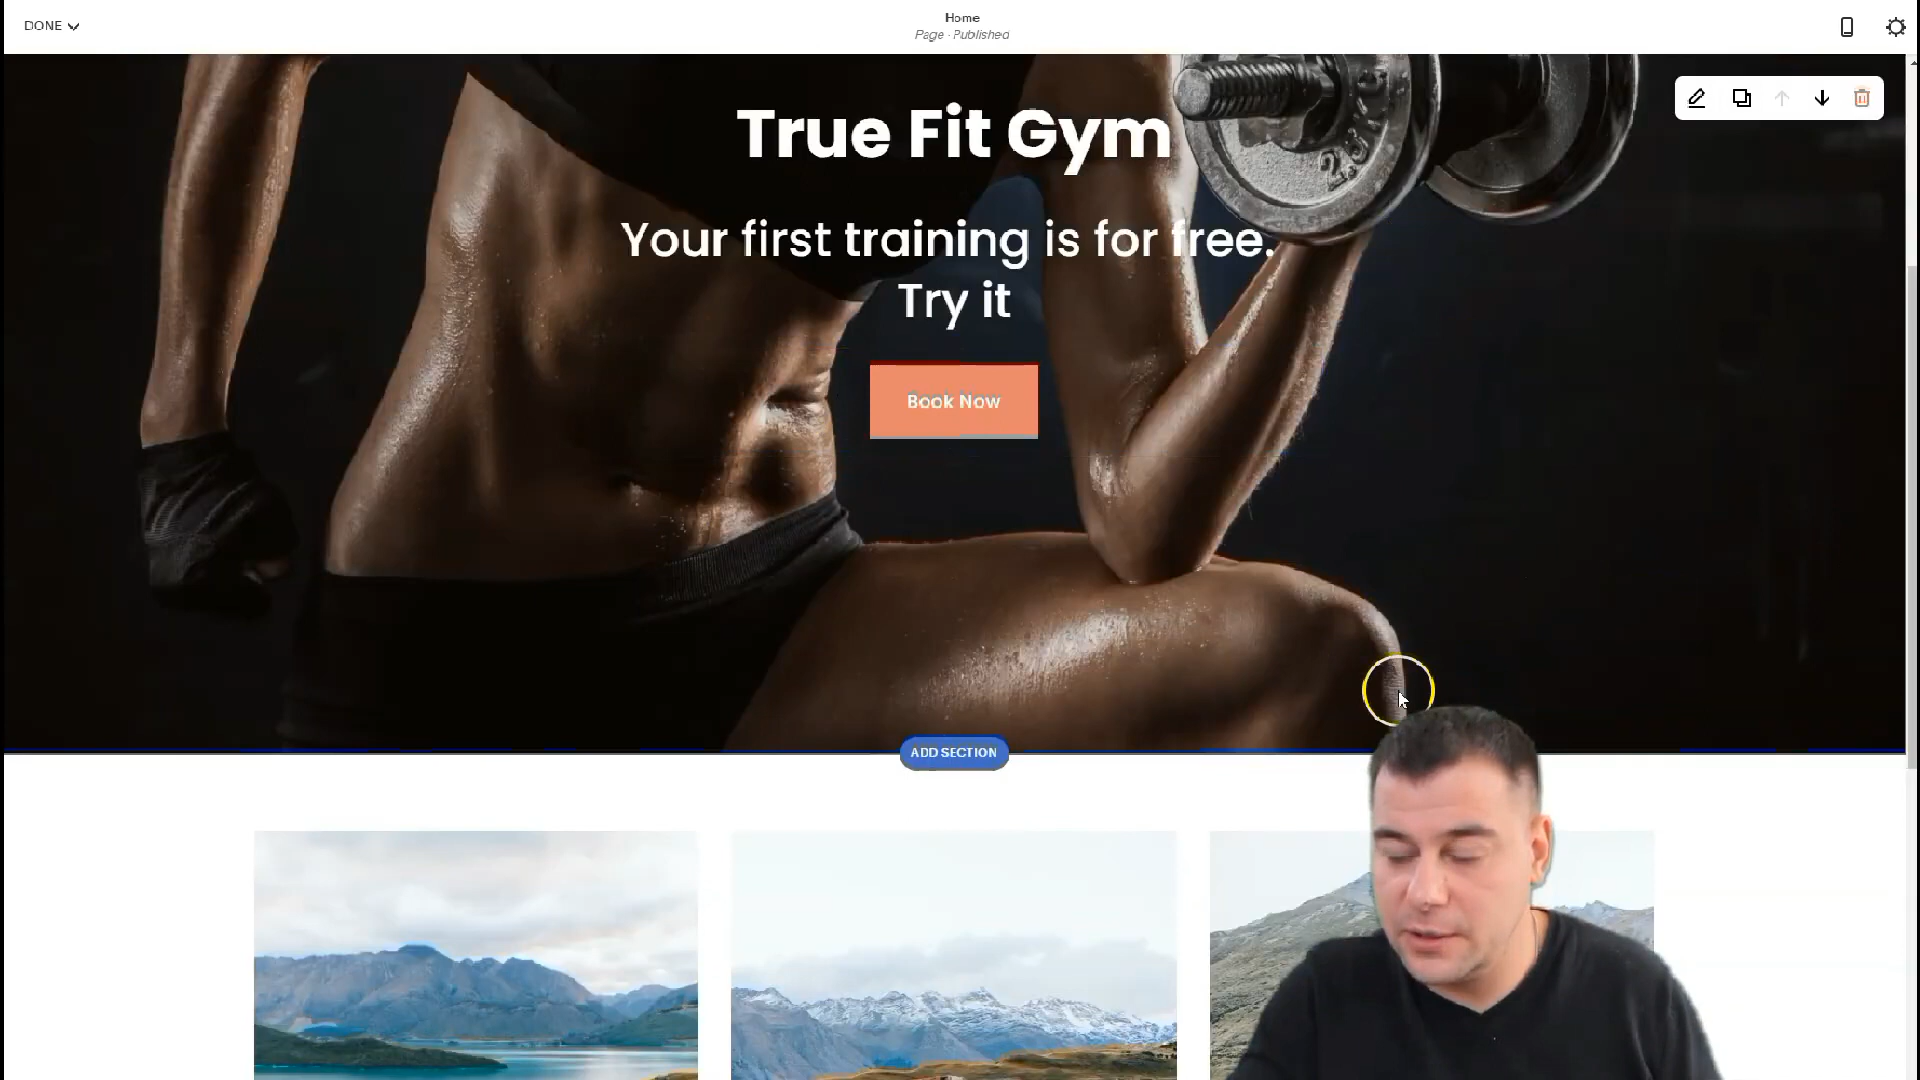 DONE
Home
Page · Published
True Fit Gym
Your first training is for free.
Try it
Book Now
ADD SECTION